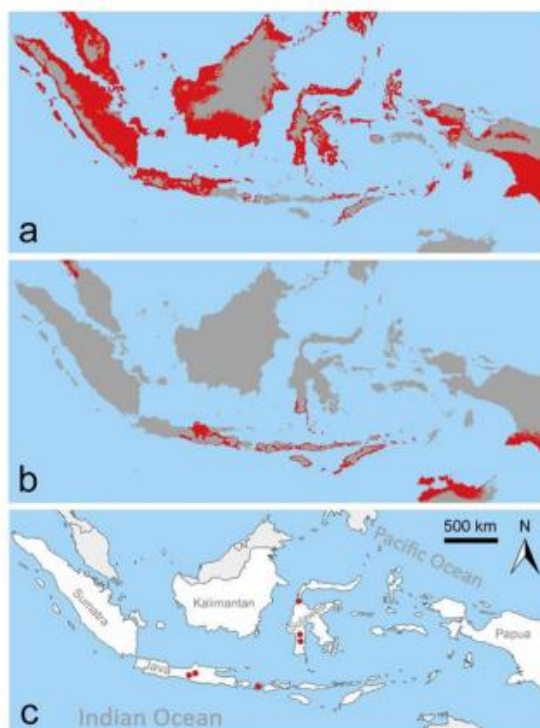 a
b
500 km
N
Pacific Ocean
Sumatra
Kalimantan
Papua
Java
c
Indian Ocean